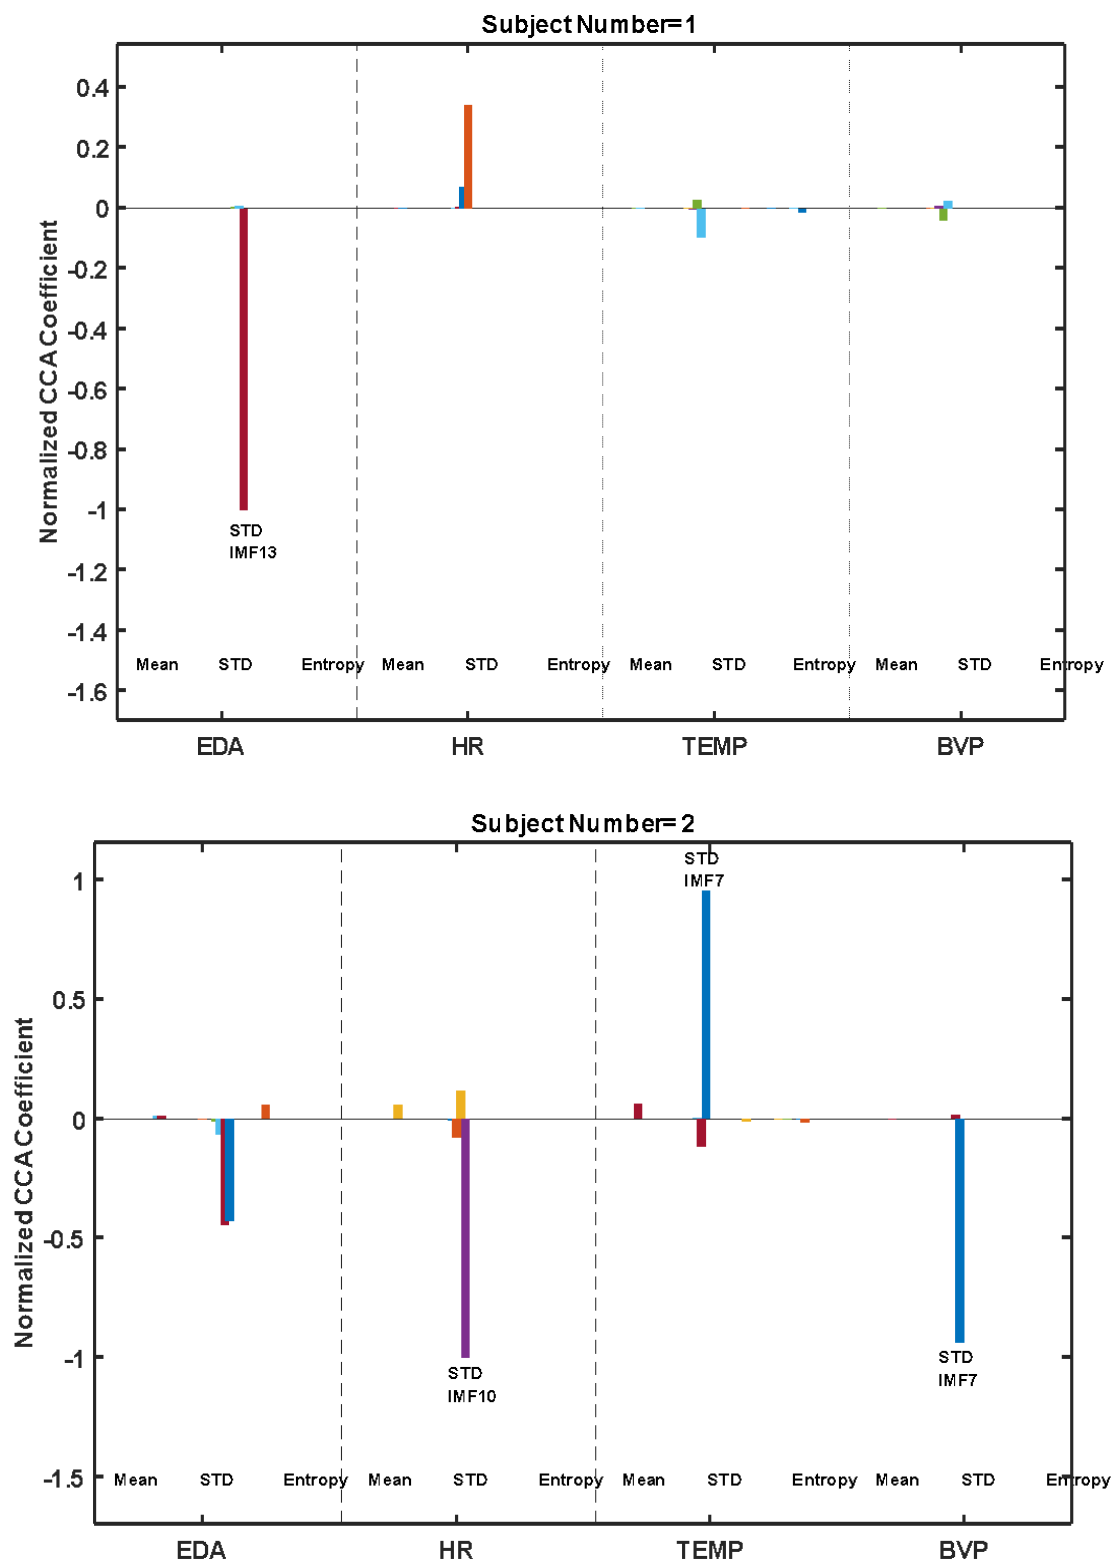 Subject Number=1
Normalized CCA Coefficient
0.4
0.2
0
-0.2
-0.4
-0.6
-0.8
-1
-1.2
-1.4
-1.6
STD
IMF13
Mean STD Entropy Mean STD Entropy Mean STD Entropy Mean STD Entropy
EDA HR TEMP BVP
Subject Number=2
Normalized CCA Coefficient
1
0.5
0
-0.5
-1
-1.5
STD
IMF7
STD
IMF10
STD
IMF7
Mean STD Entropy Mean STD Entropy Mean STD Entropy Mean STD Entropy
EDA HR TEMP BVP